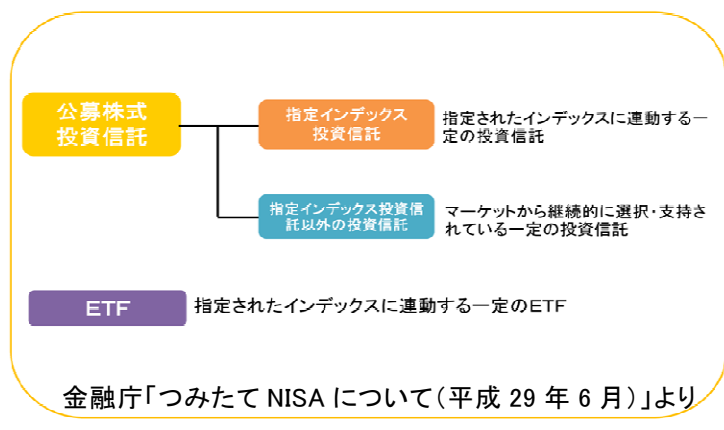 公募株式
投資信託
指定インデックス
投資信託
指定されたインデックスに連動する一
定の投資信託
指定インデックス投資信
託以外の投資信託
マーケットから継続的に選択・支持さ
れている一定の投資信託
ETF
指定されたインデックスに連動する一定のETF
金融庁「つみたて NISA について（平成 29 年 6 月）」より